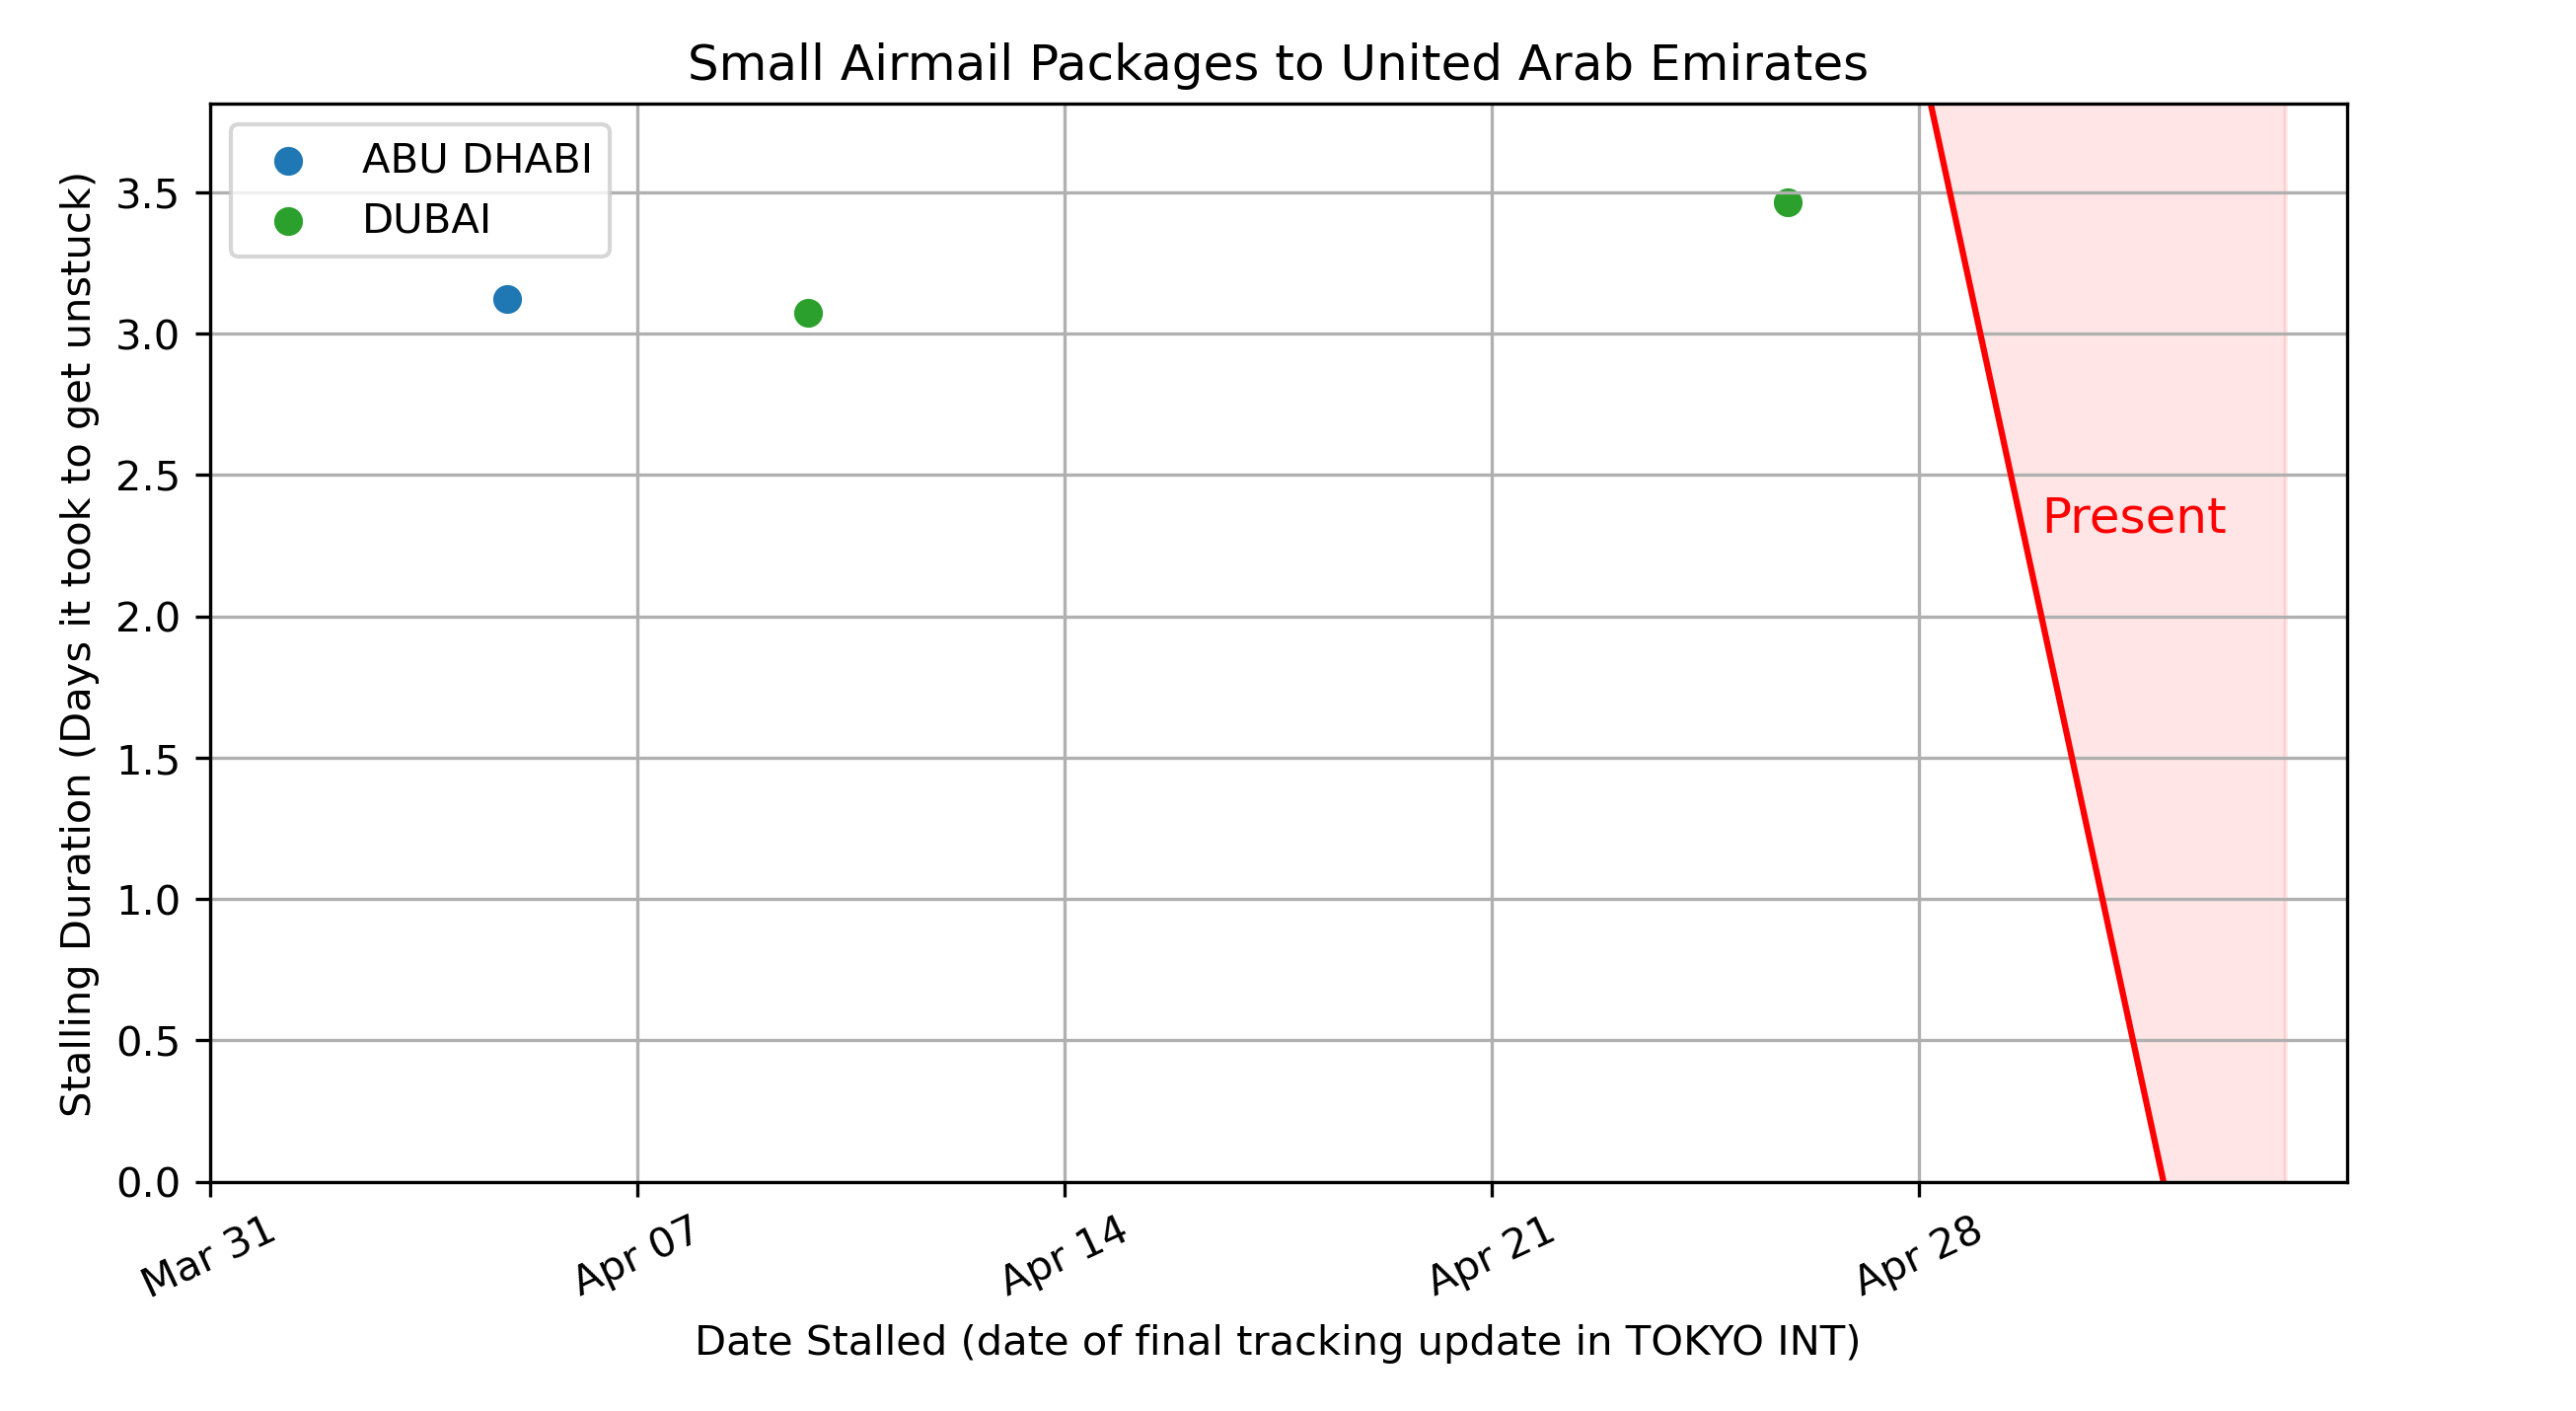 Small Airmail Packages to United Arab Emirates
ABU DHABI
DUBAI
Stalling Duration (Days it took to get unstuck)
3.5
3.0
2.5
2.0
1.5
1.0
0.5
0.0
Present
Mar 31
Apr 07
Apr 14
Apr 21
Apr 28
Date Stalled (date of final tracking update in TOKYO INT)